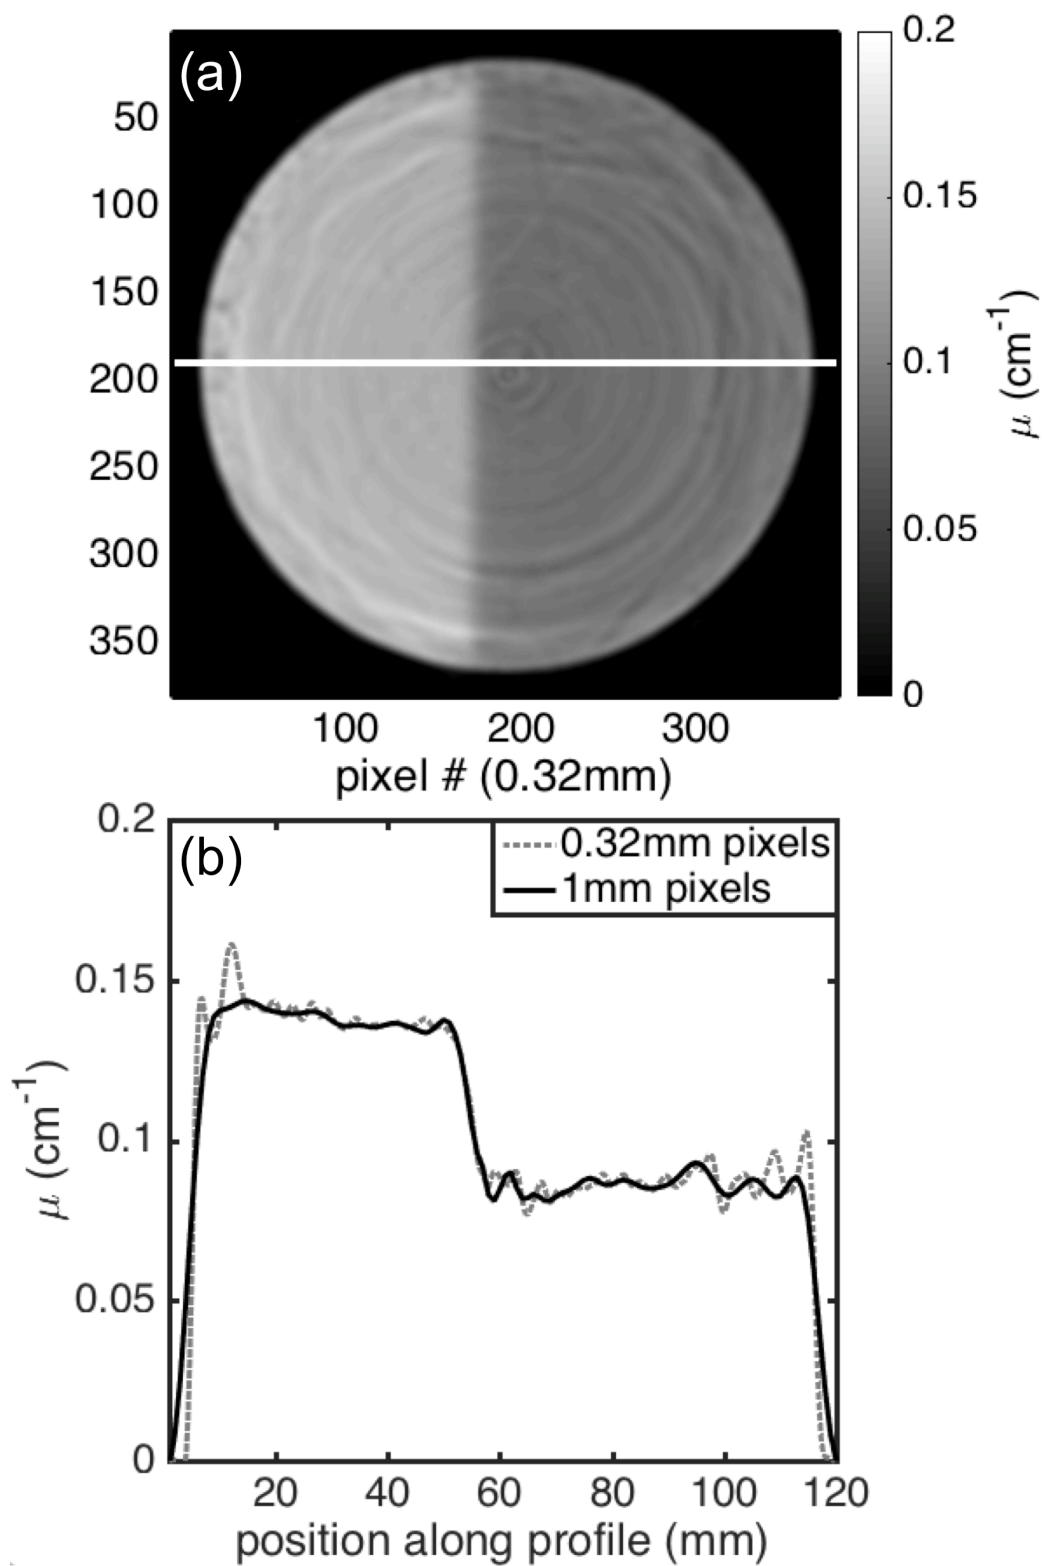 (a)
50
100
150
200
250
300
350
100 200 300
pixel # (0.32mm)
0.2
0.15
0.1
0.05
0
μ (cm-1)
(b)
0.32mm pixels
1mm pixels
0.2
0.15
0.1
0.05
0
μ (cm-1)
20 40 60 80 100 120
position along profile (mm)